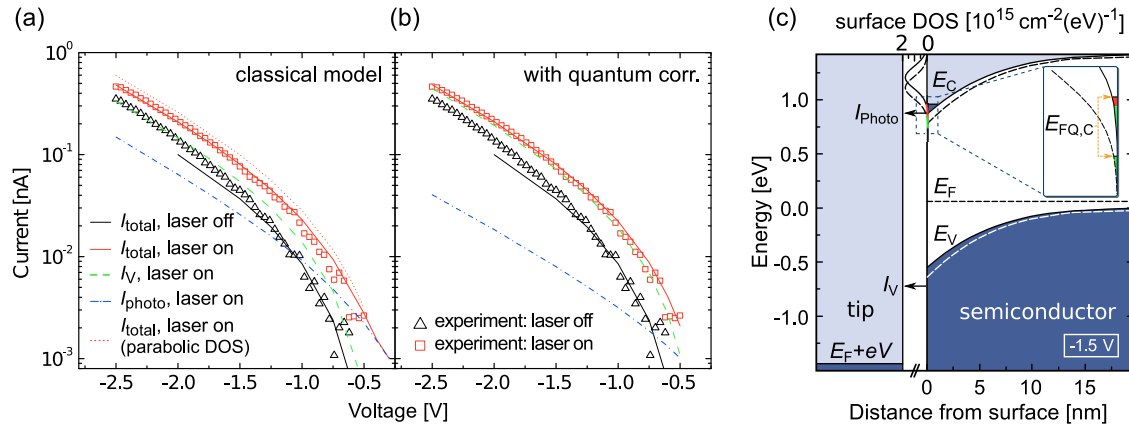 (a)
(b)
(c)
surface DOS [10^15 cm^-2(eV)^-1]
2 0
classical model
with quantum corr.
10^0
10^-1
10^-2
10^-3
Current [nA]
I_total, laser off
I_total, laser on
I_V, laser on
I_photo, laser on
I_total, laser on
(parabolic DOS)
experiment: laser off
experiment: laser on
-2.5 -2.0 -1.5 -1.0 -0.5
-2.5 -2.0 -1.5 -1.0 -0.5
Voltage [V]
Energy [eV]
1.0
0.5
0.0
-0.5
-1.0
E_C
I_Photo
E_FQ,C
E_F
E_V
I_V
tip
semiconductor
E_F+eV
-1.5 V
0 5 10 15
Distance from surface [nm]